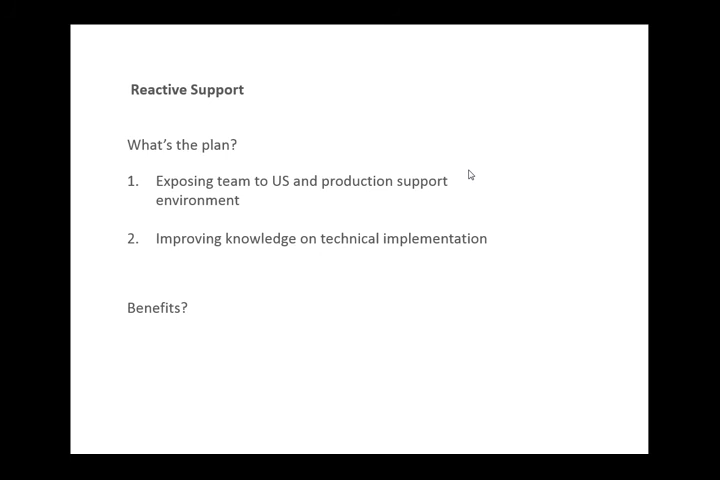 Reactive Support
What’s the plan?
1. Exposing team to US and production support
environment
2. Improving knowledge on technical implementation
Benefits?